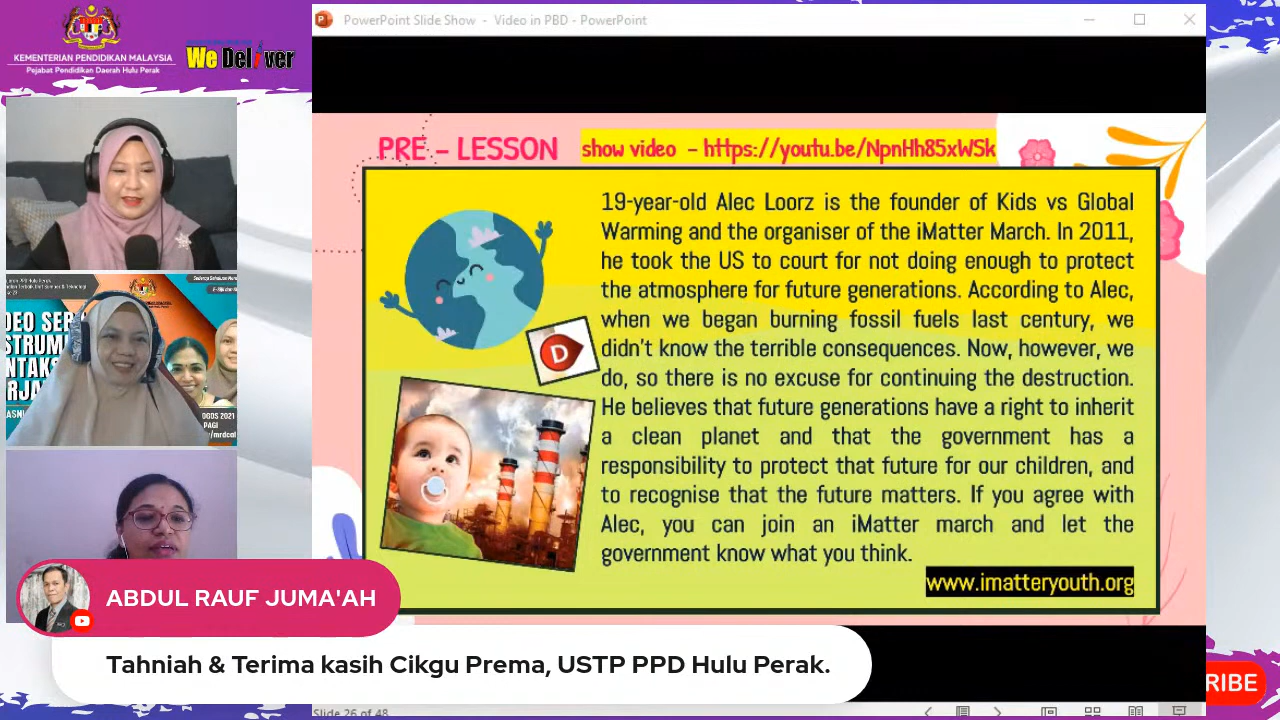 PowerPoint Slide Show - Video in PBD - PowerPoint
KEMENTERIAN PENDIDIKAN MALAYSIA
Pejabat Pendidikan Daerah Hulu Perak
We Deliver
PRE – LESSON
show video – https://youtu.be/NpnHh85xWSk
19-year-old Alec Loorz is the founder of Kids vs Global
Warming and the organiser of the iMatter March. In 2011,
he took the US to court for not doing enough to protect
the atmosphere for future generations. According to Alec,
when we began burning fossil fuels last century, we
didn't know the terrible consequences. Now, however, we
do, so there is no excuse for continuing the destruction.
He believes that future generations have a right to inherit
a clean planet and that the government has a
responsibility to protect that future for our children, and
to recognise that the future matters. If you agree with
Alec, you can join an iMatter march and let the
government know what you think.
www.imatteryouth.org
D
DEO SER
STRUM
NTAKS
ERJA
OGOS 2021
PAGI
ABDUL RAUF JUMA'AH
Tahniah & Terima kasih Cikgu Prema, USTP PPD Hulu Perak.
RIBE
Slide 26 of 48